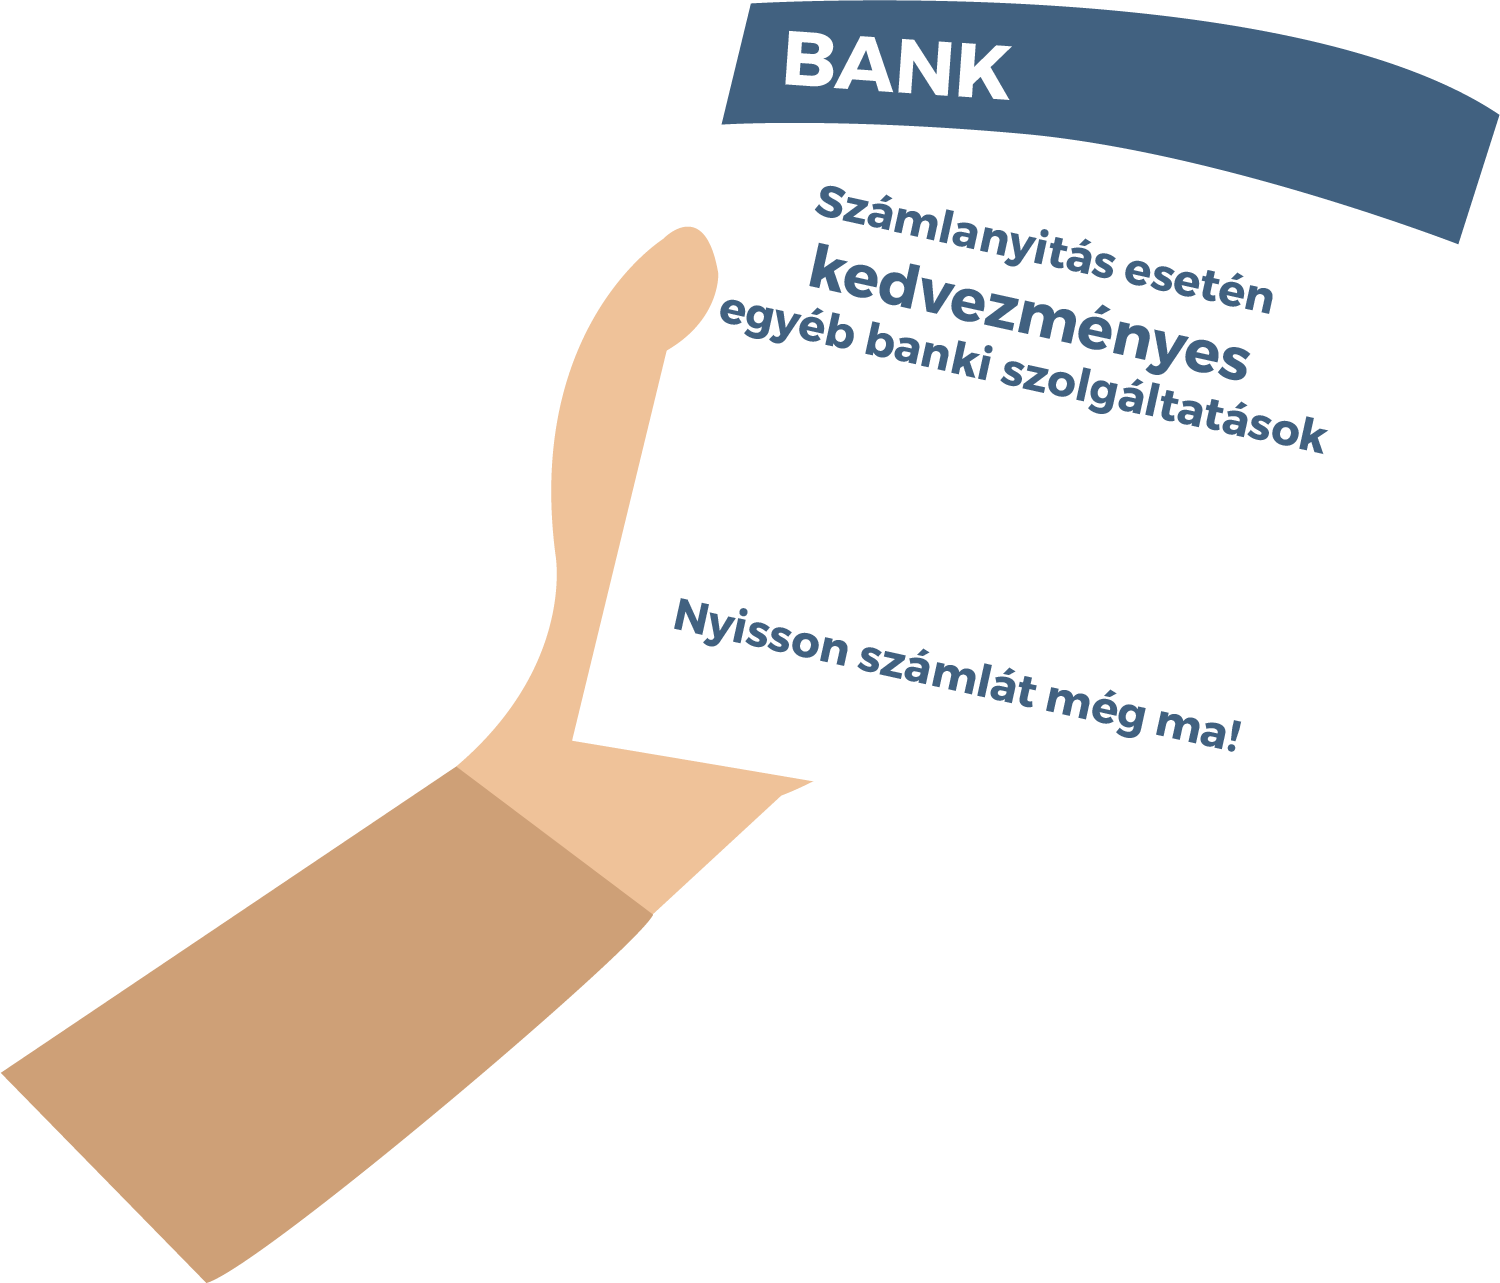 BANK
Számlanyitás esetén
kedvezményes
egyéb banki szolgáltatások
Nyisson számlát még ma!